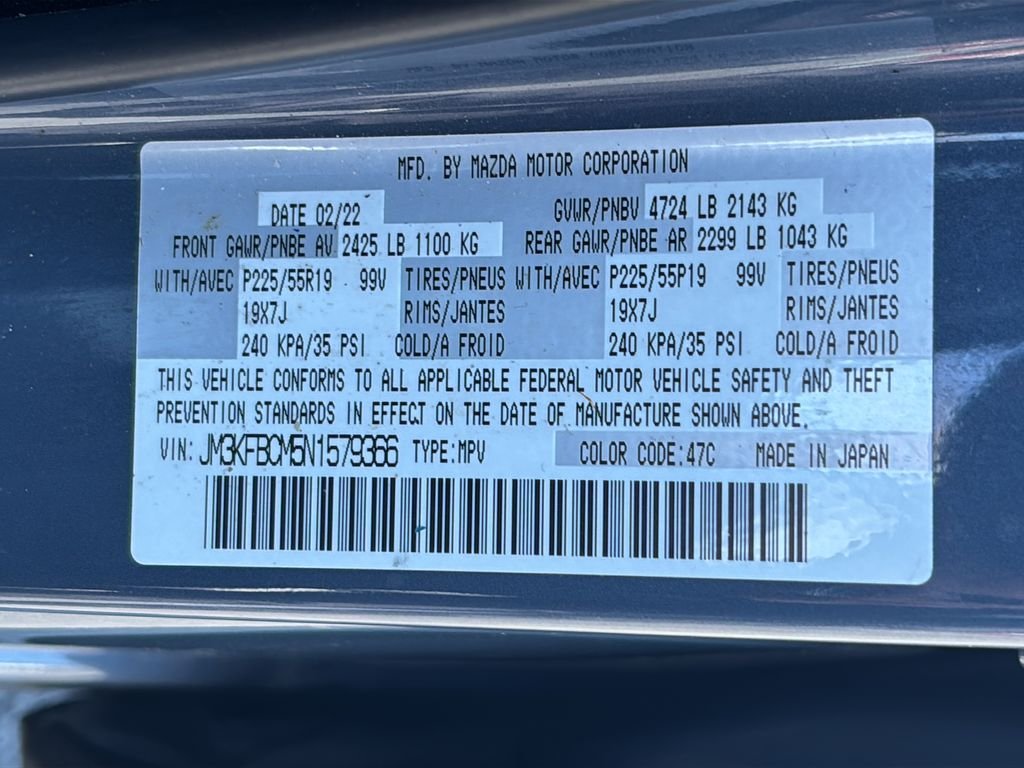 MFD. BY MAZDA MOTOR CORPORATION
DATE 02/22 GVWR/PNBV 4724 LB 2143 KG
FRONT GAWR/PNBE AV 2425 LB 1100 KG REAR GAWR/PNBE AR 2299 LB 1043 KG
WITH/AVEC P225/55R19 99V TIRES/PNEUS WITH/AVEC P225/55P19 99V TIRES/PNEUS
19X7J RIMS/JANTES 19X7J RIMS/JANTES
240 KPA/35 PSI COLD/A FROID 240 KPA/35 PSI COLD/A FROID
THIS VEHICLE CONFORMS TO ALL APPLICABLE FEDERAL MOTOR VEHICLE SAFETY AND THEFT
PREVENTION STANDARDS IN EFFECT ON THE DATE OF MANUFACTURE SHOWN ABOVE.
VIN: JM3KFBCM5N1579366 TYPE:MPV COLOR CODE:47C MADE IN JAPAN